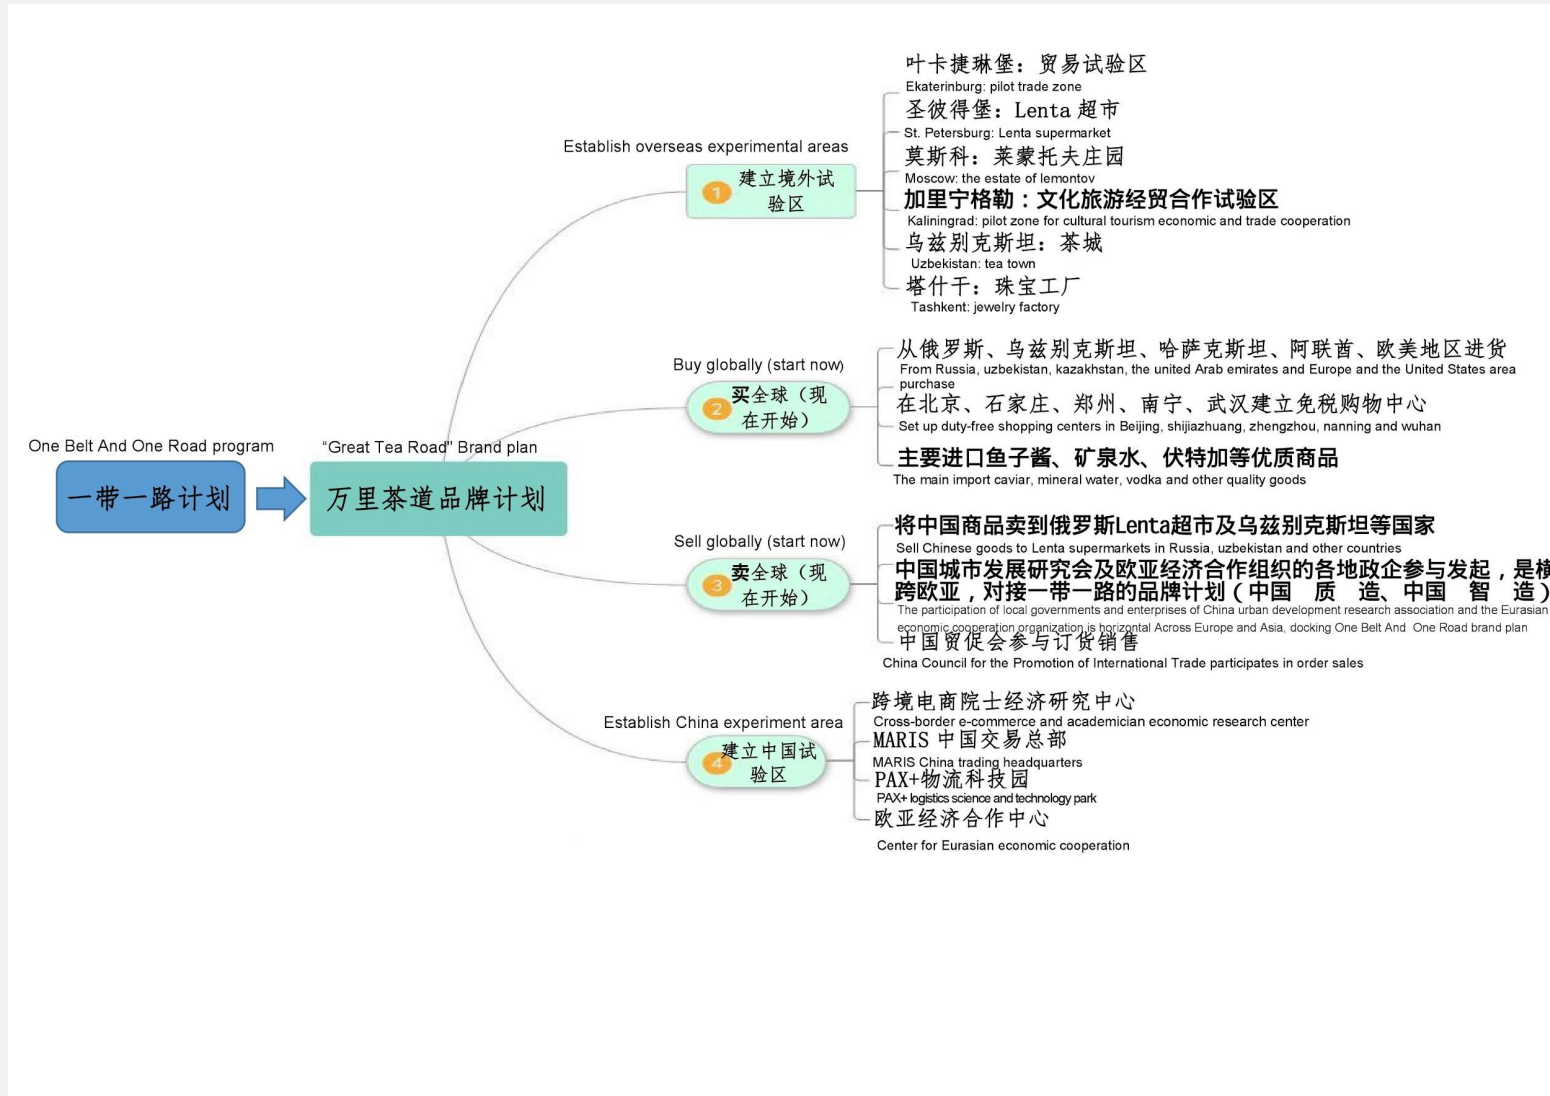 One Belt And One Road program
一带一路计划
“Great Tea Road" Brand plan
万里茶道品牌计划
Establish overseas experimental areas
1
建立境外试
验区
叶卡捷琳堡：贸易试验区
Ekaterinburg: pilot trade zone
圣彼得堡：Lenta 超市
St. Petersburg: Lenta supermarket
莫斯科：莱蒙托夫庄园
Moscow: the estate of lemontov
加里宁格勒：文化旅游经贸合作试验区
Kaliningrad: pilot zone for cultural tourism economic and trade cooperation
乌兹别克斯坦：茶城
Uzbekistan: tea town
塔什干：珠宝工厂
Tashkent: jewelry factory
Buy globally (start now)
2
买全球（现
在开始）
从俄罗斯、乌兹别克斯坦、哈萨克斯坦、阿联酋、欧美地区进货
From Russia, uzbekistan, kazakhstan, the united Arab emirates and Europe and the United States area
purchase
在北京、石家庄、郑州、南宁、武汉建立免税购物中心
Set up duty-free shopping centers in Beijing, shijiazhuang, zhengzhou, nanning and wuhan
主要进口鱼子酱、矿泉水、伏特加等优质商品
The main import caviar, mineral water, vodka and other quality goods
Sell globally (start now)
3
卖全球（现
在开始）
将中国商品卖到俄罗斯Lenta超市及乌兹别克斯坦等国家
Sell Chinese goods to Lenta supermarkets in Russia, uzbekistan and other countries
中国城市发展研究会及欧亚经济合作组织的各地政企参与发起，是横
跨欧亚，对接一带一路的品牌计划（中国 质 造、中国 智 造）
The participation of local governments and enterprises of China urban development research association and the Eurasian
economic cooperation organization is horizontal Across Europe and Asia, docking One Belt And One Road brand plan
中国贸促会参与订货销售
China Council for the Promotion of International Trade participates in order sales
Establish China experiment area
4
建立中国试
验区
跨境电商院士经济研究中心
Cross-border e-commerce and academician economic research center
MARIS 中国交易总部
MARIS China trading headquarters
PAX+物流科技园
PAX+ logistics science and technology park
欧亚经济合作中心
Center for Eurasian economic cooperation